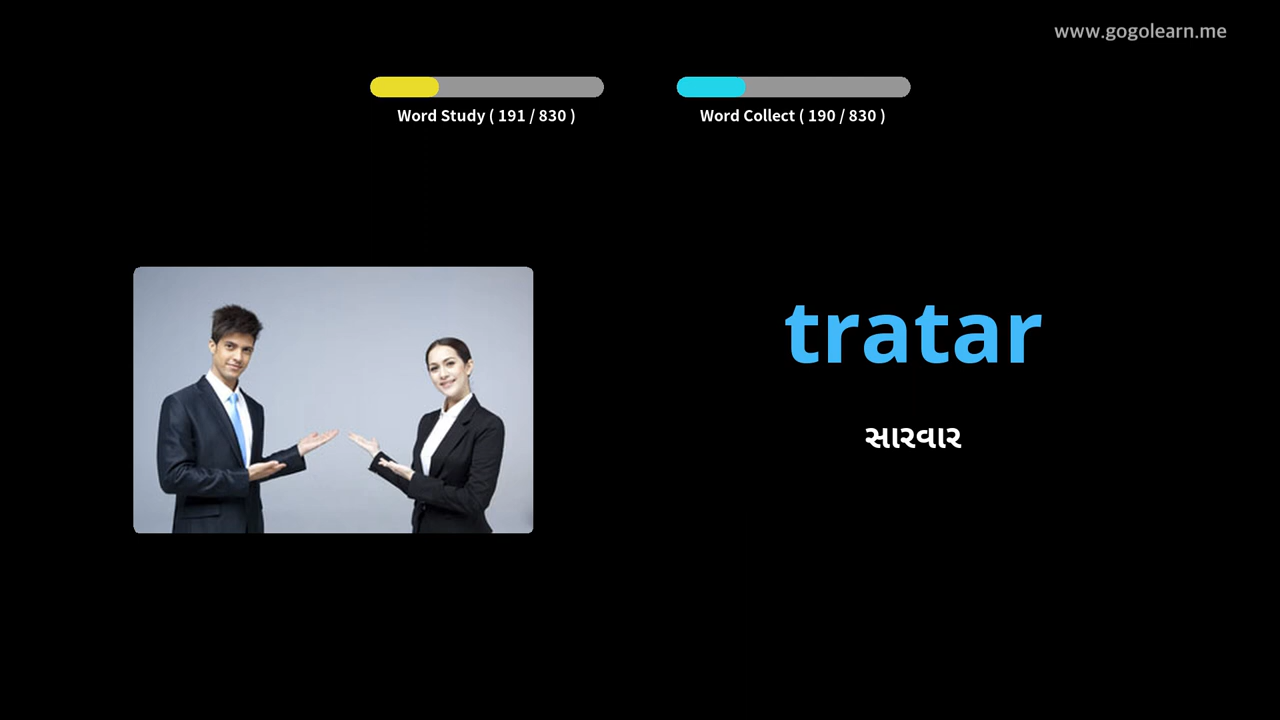 www.gogolearn.me
Word Study ( 191 / 830 )
Word Collect ( 190 / 830 )
tratar
સારવાર